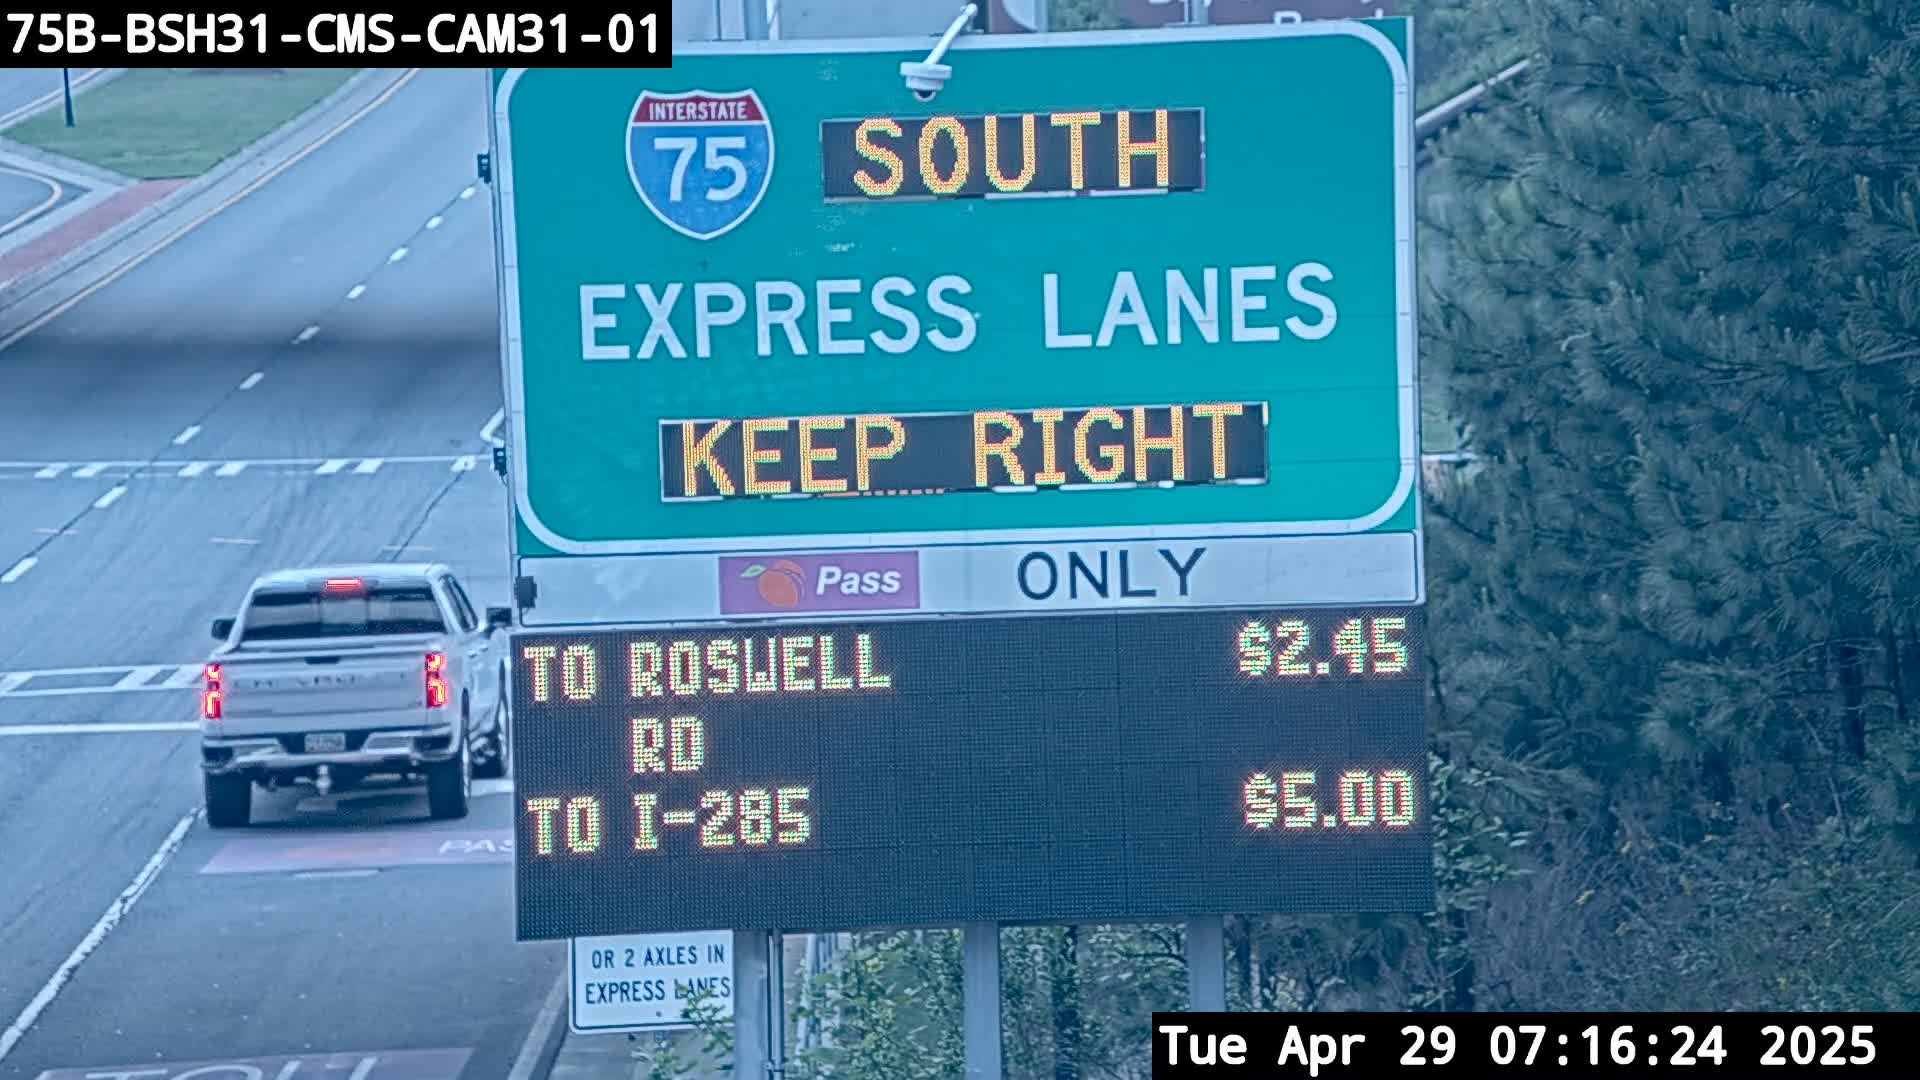 75B-BSH31-CMS-CAM31-01
INTERSTATE
75
SOUTH
EXPRESS LANES
KEEP RIGHT
Pass ONLY
TO ROSWELL $2.45
RD
TO I-285 $5.00
OR 2 AXLES IN
EXPRESS LANES
Tue Apr 29 07:16:24 2025